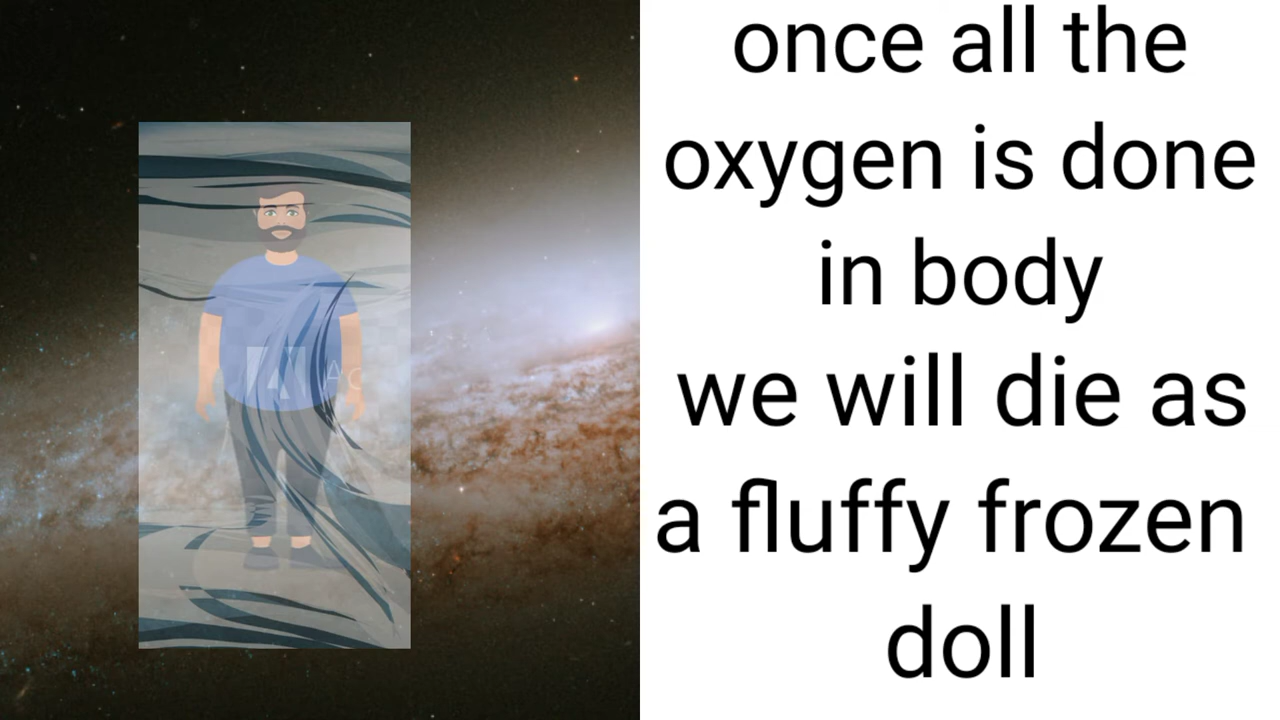 once all the
oxygen is done
in body
we will die as
a fluffy frozen
doll